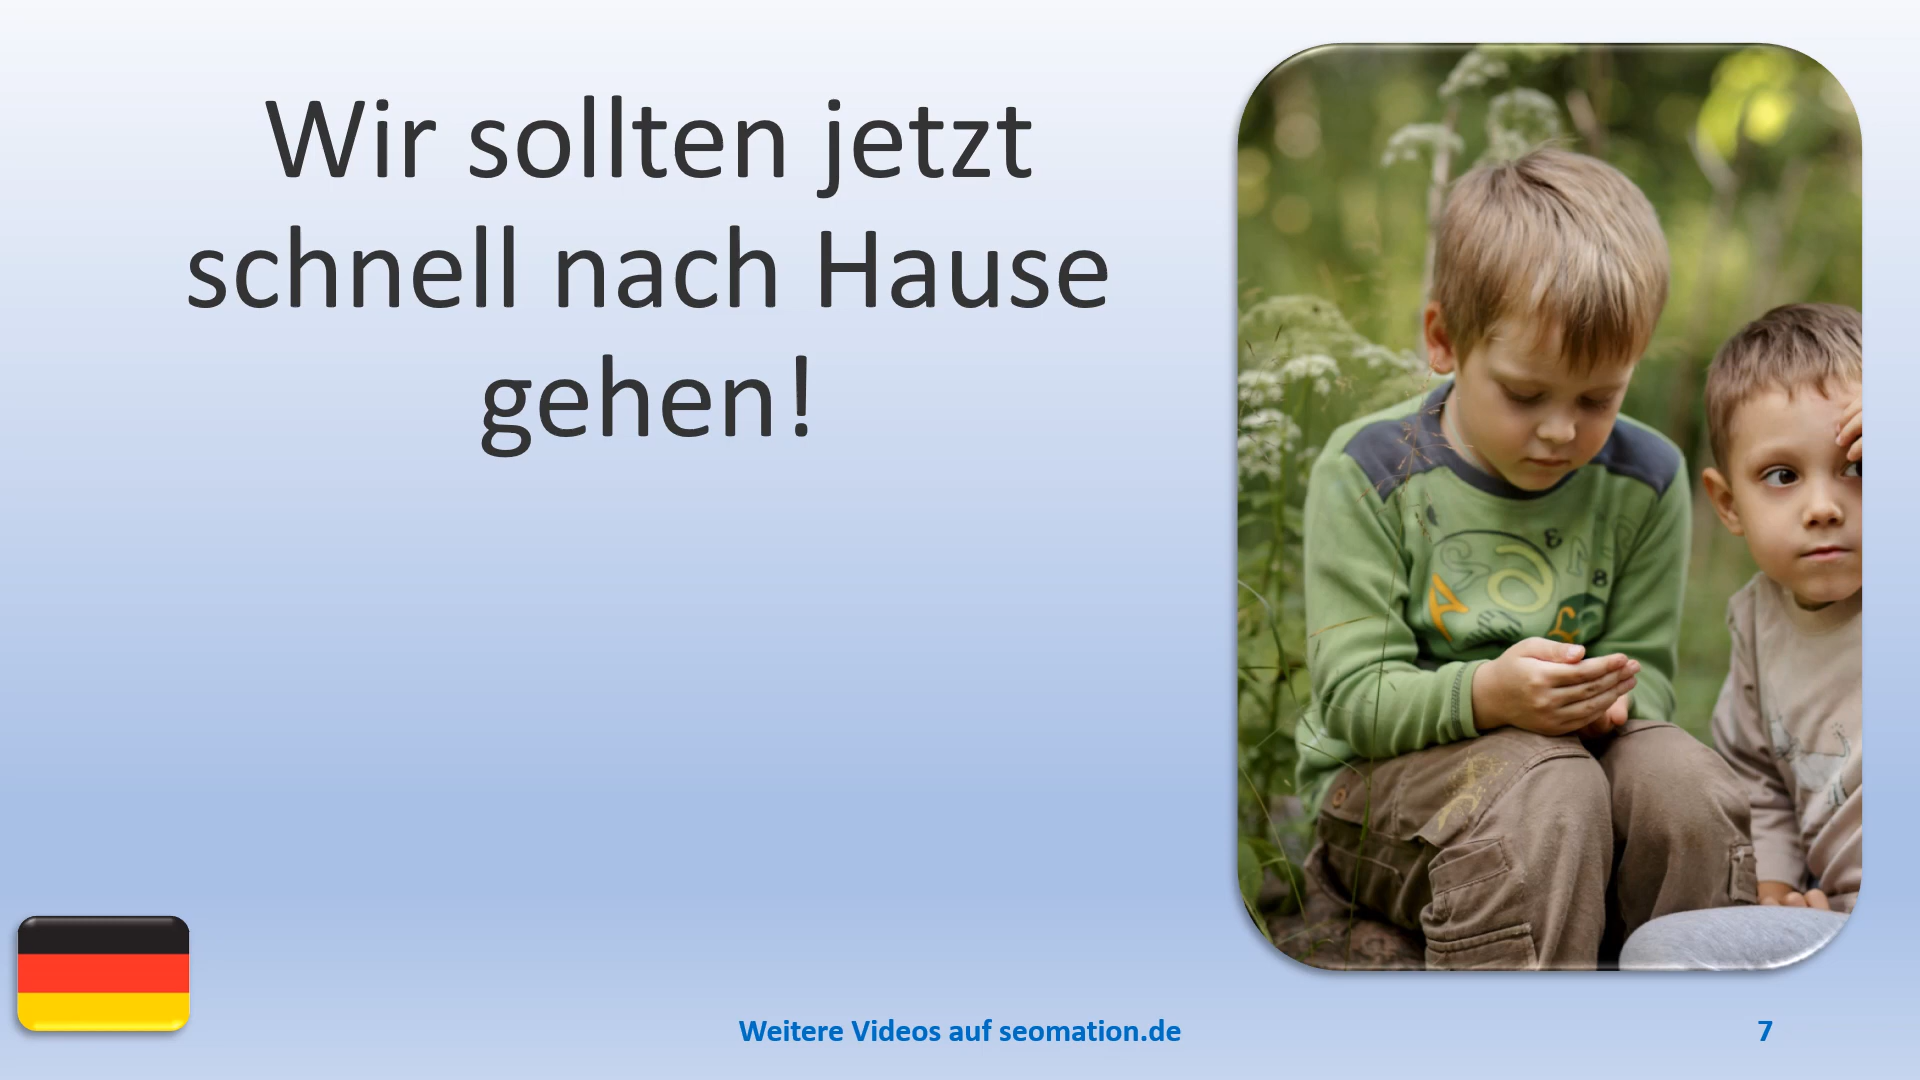 Wir sollten jetzt
schnell nach Hause
gehen!
Weitere Videos auf seomation.de
7